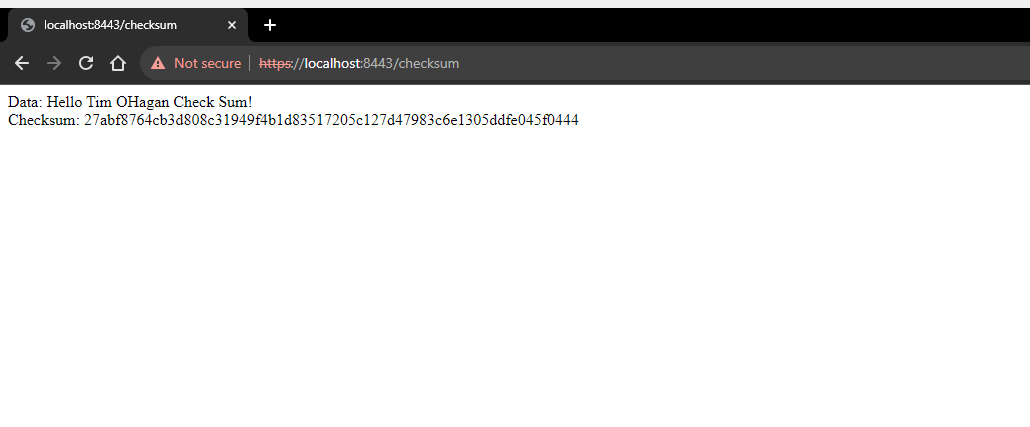 localhost:8443/checksum
Not secure https://localhost:8443/checksum
Data: Hello Tim OHagan Check Sum!
Checksum: 27abf8764cb3d808c31949f4b1d83517205c127d47983c6e1305ddfe045f0444